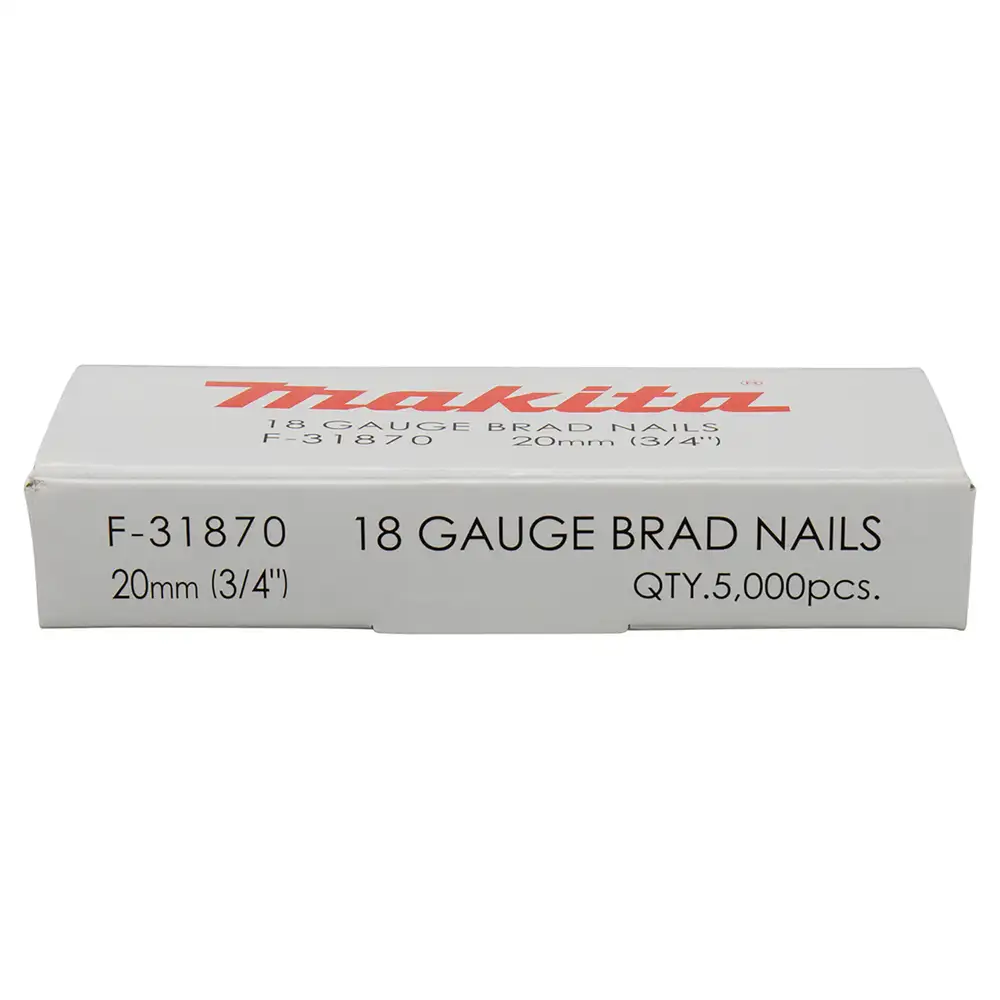 Makita®
18 GAUGE BRAD NAILS
F-31870 20mm (3/4")
F-31870 18 GAUGE BRAD NAILS
20mm (3/4") QTY.5,000pcs.